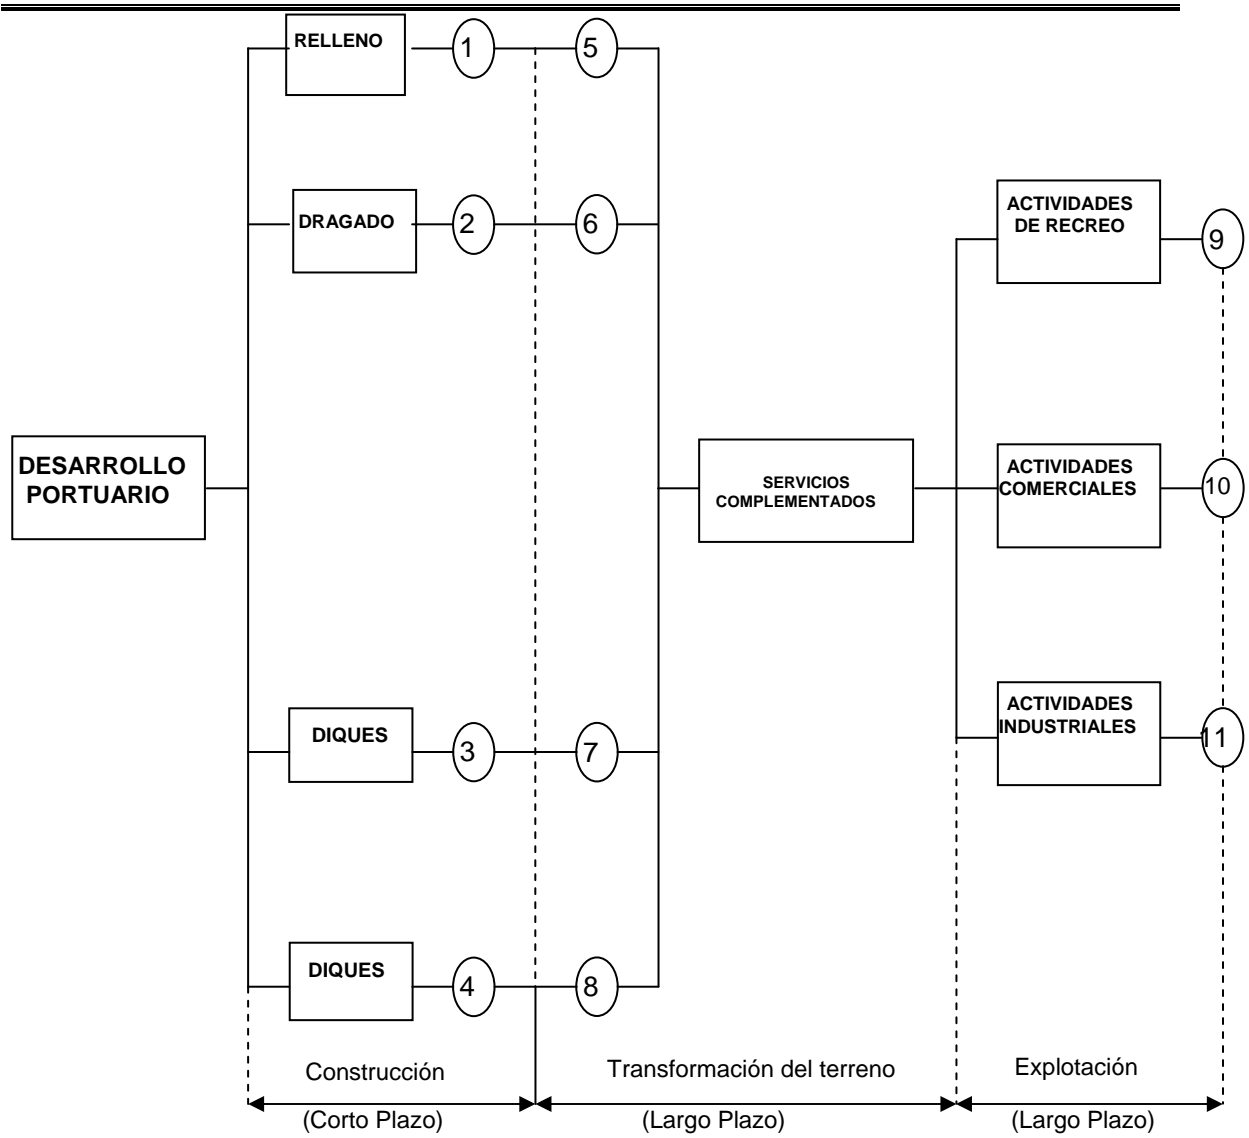 RELLENO
1
5
DRAGADO
2
6
ACTIVIDADES
DE RECREO
9
DESARROLLO
PORTUARIO
SERVICIOS
COMPLEMENTADOS
ACTIVIDADES
COMERCIALES
10
DIQUES
3
7
ACTIVIDADES
INDUSTRIALES
11
DIQUES
4
8
Construcción
(Corto Plazo)
Transformación del terreno
(Largo Plazo)
Explotación
(Largo Plazo)